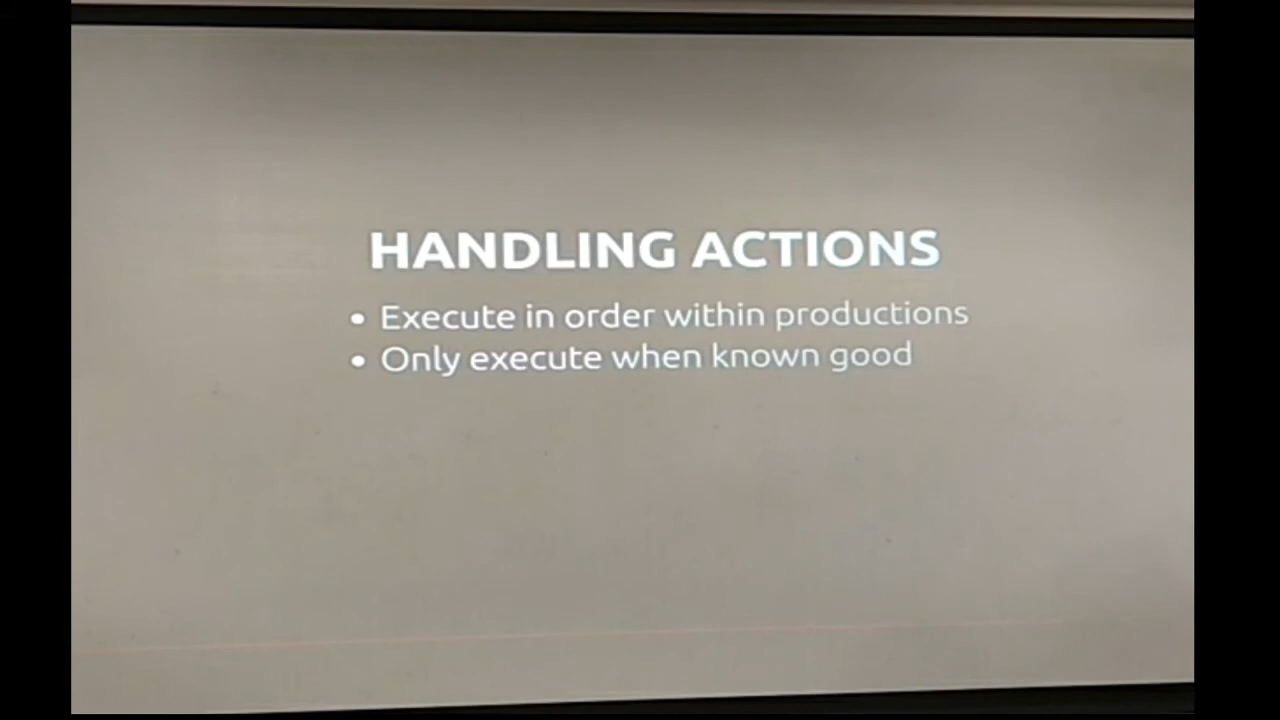 HANDLING ACTIONS
• Execute in order within productions
• Only execute when known good